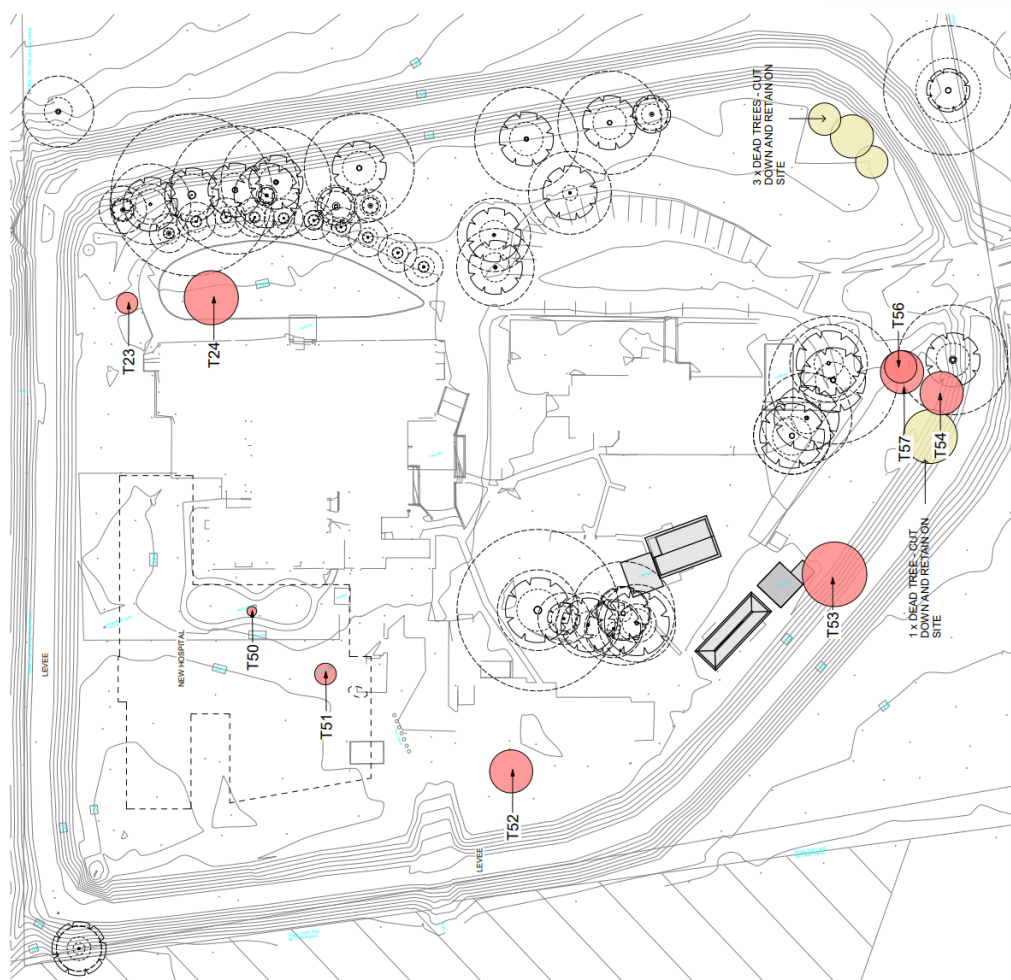 3 x DEAD TREES - CUT
DOWN AND RETAIN ON
SITE
T23
T24
T56
T57
T54
LEVEE
NEW HOSPITAL
T50
T51
T53
1 x DEAD TREE - CUT
DOWN AND RETAIN ON
SITE
T52
LEVEE